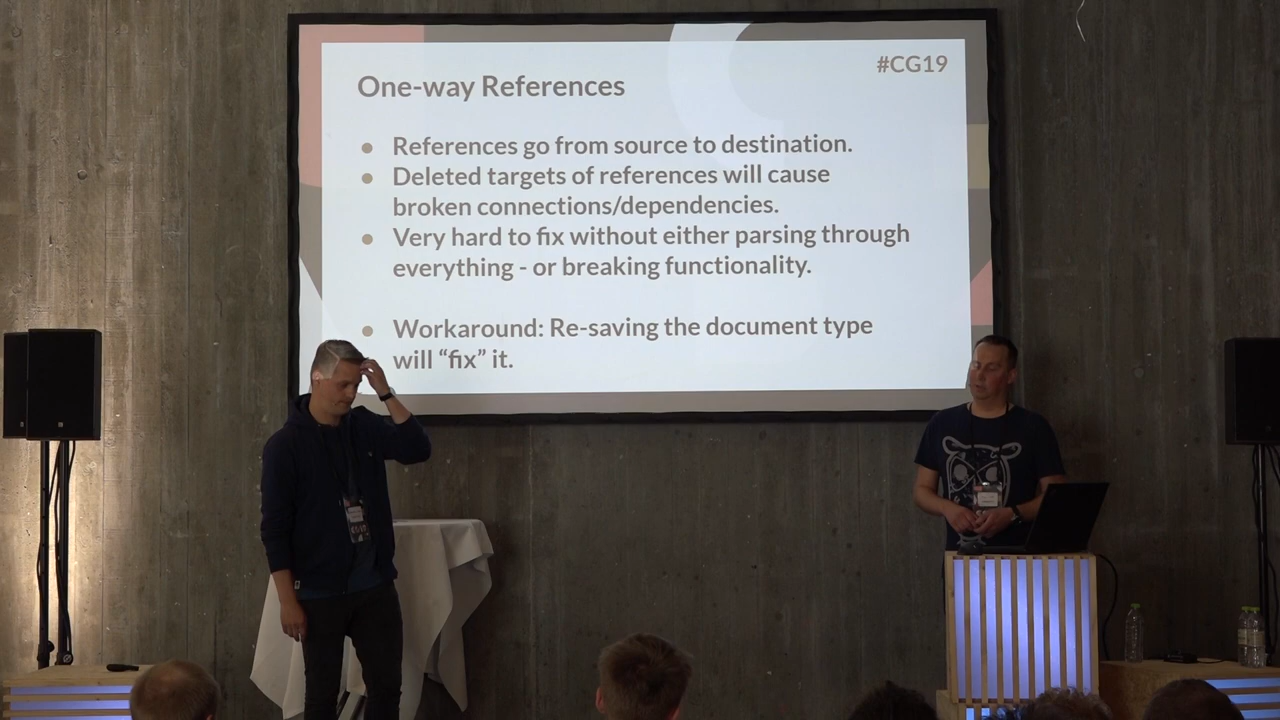 #CG19
One-way References
● References go from source to destination.
● Deleted targets of references will cause
broken connections/dependencies.
● Very hard to fix without either parsing through
everything - or breaking functionality.
● Workaround: Re-saving the document type
will “fix” it.